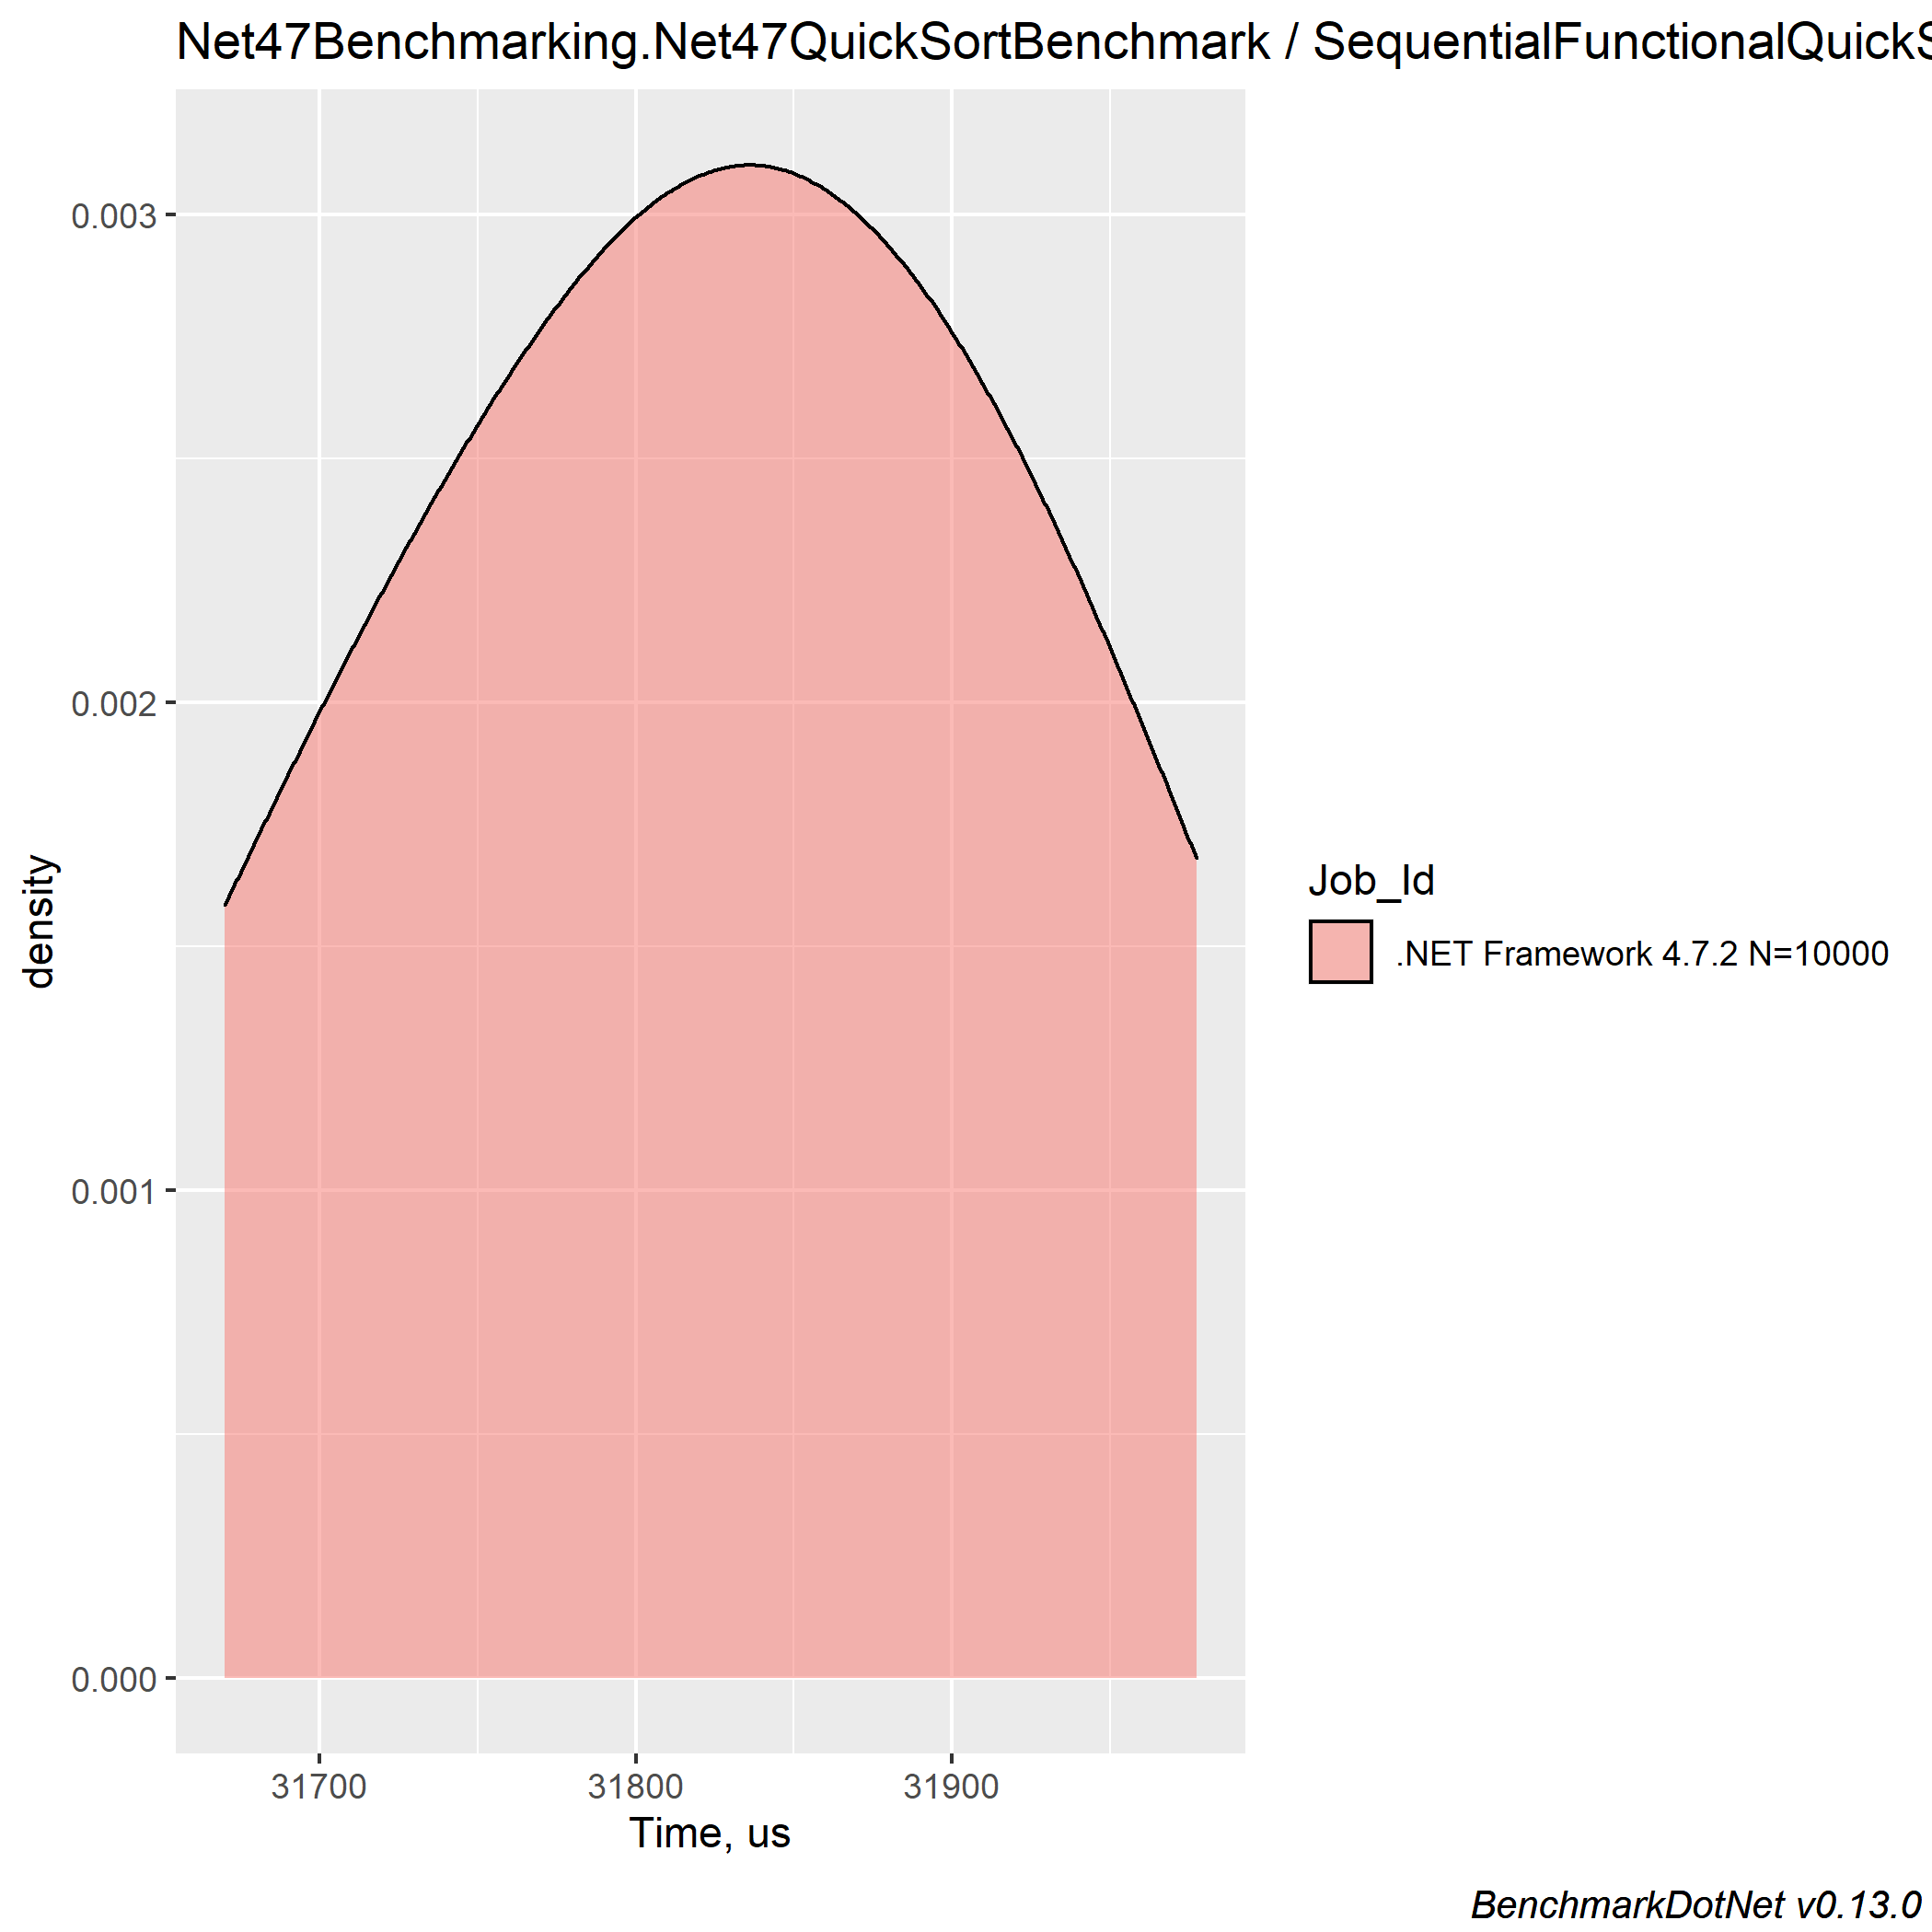 Net47Benchmarking.Net47QuickSortBenchmark / SequentialFunctionalQuickS
0.003
0.002
0.001
0.000
density
31700 31800 31900
Time, us
Job_Id
.NET Framework 4.7.2 N=10000
BenchmarkDotNet v0.13.0